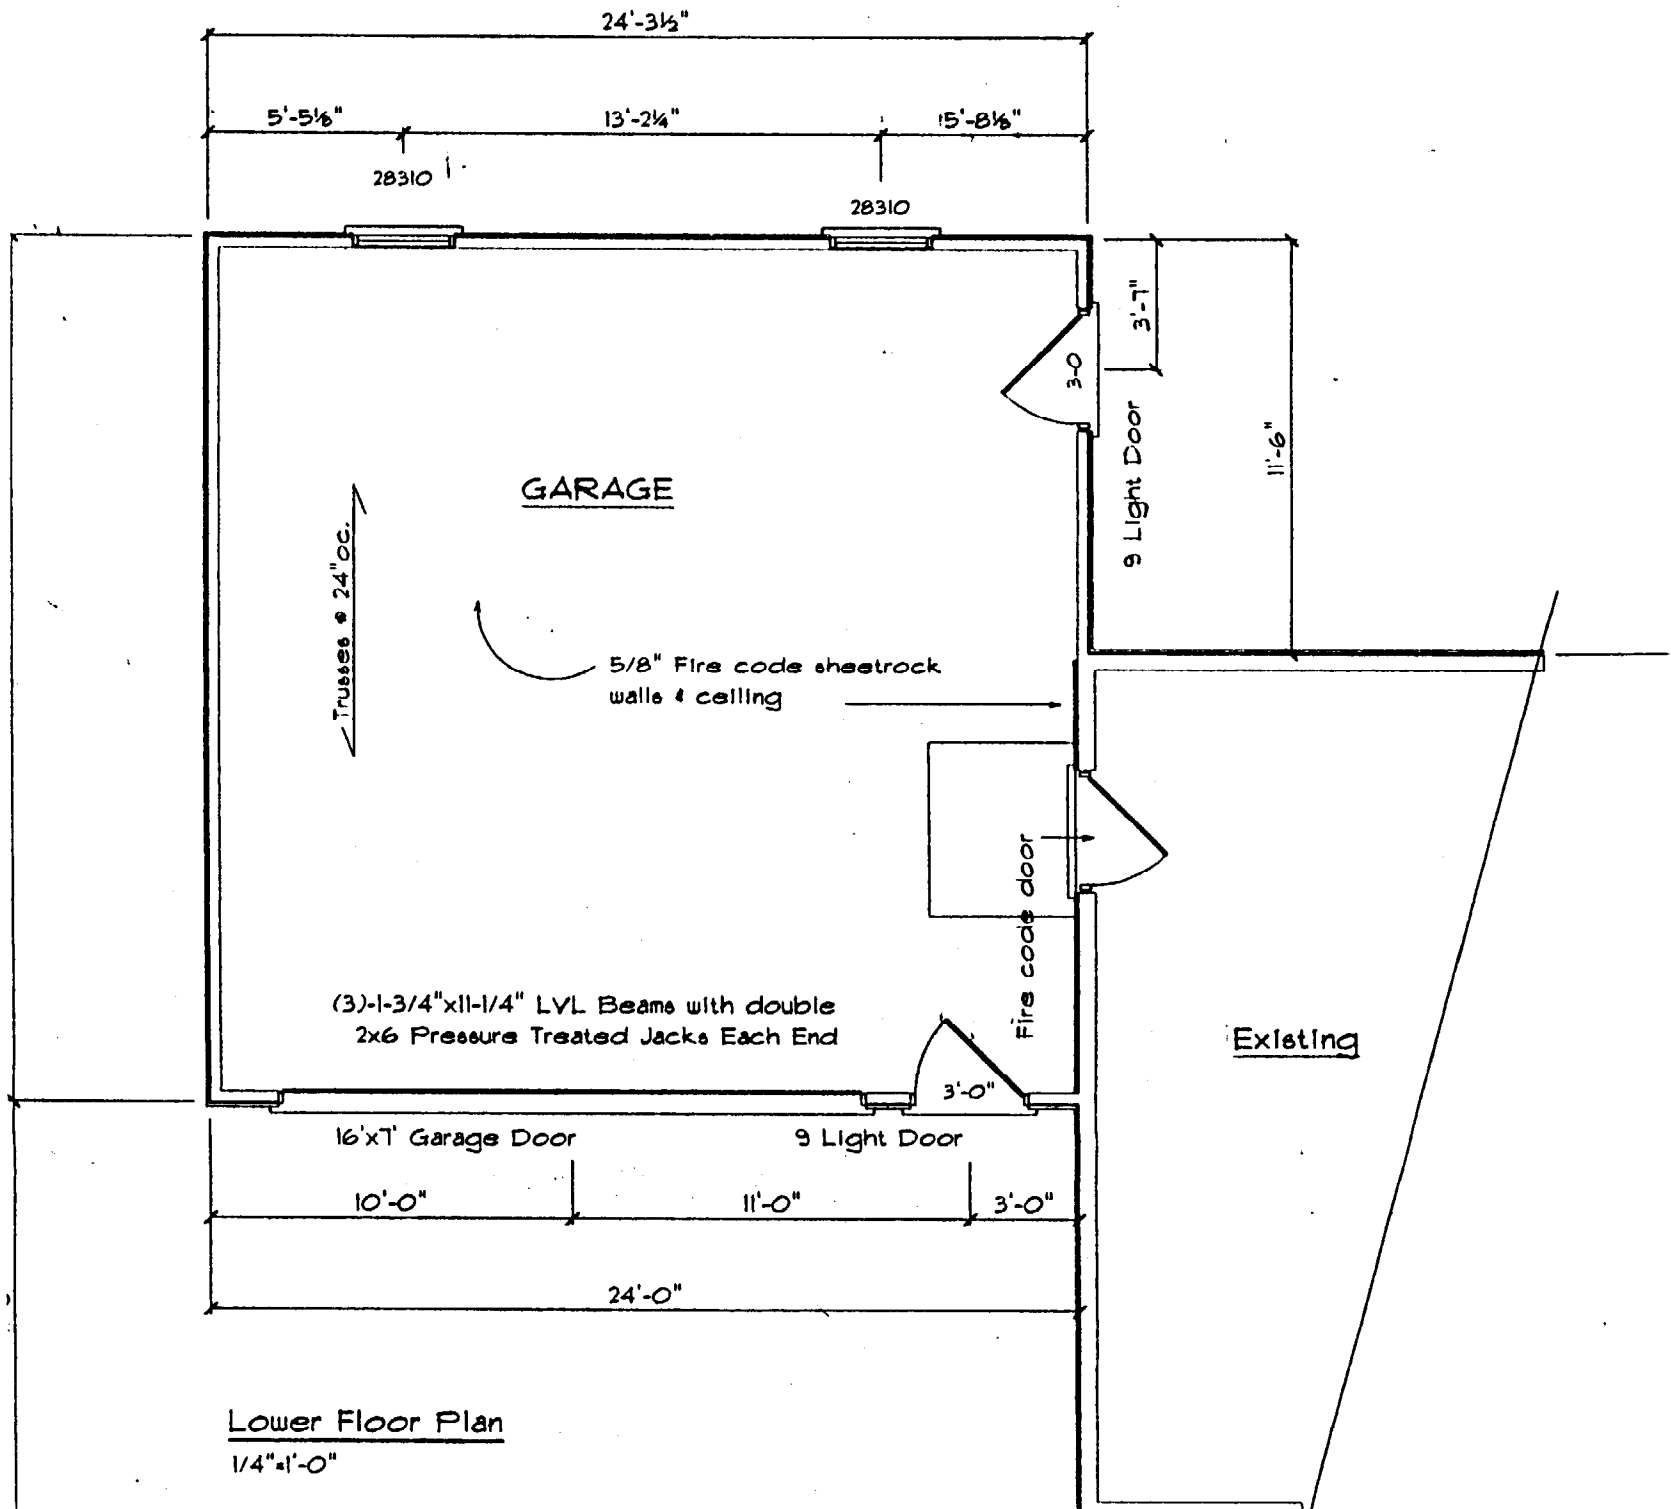 24'-3½"
5'-5⅛"
13'-2¼"
5'-8⅛"
28310
28310
3'-7"
3-0
9 Light Door
11'-6"
GARAGE
Trusses @ 24"oc.
5/8" Fire code sheetrock
walls & ceiling
Fire code door
(3)-1-3/4"x11-1/4" LVL Beams with double
2x6 Pressure Treated Jacks Each End
Existing
3'-0"
16'x7' Garage Door
9 Light Door
10'-0"
11'-0"
3'-0"
24'-0"
Lower Floor Plan
1/4"=1'-0"